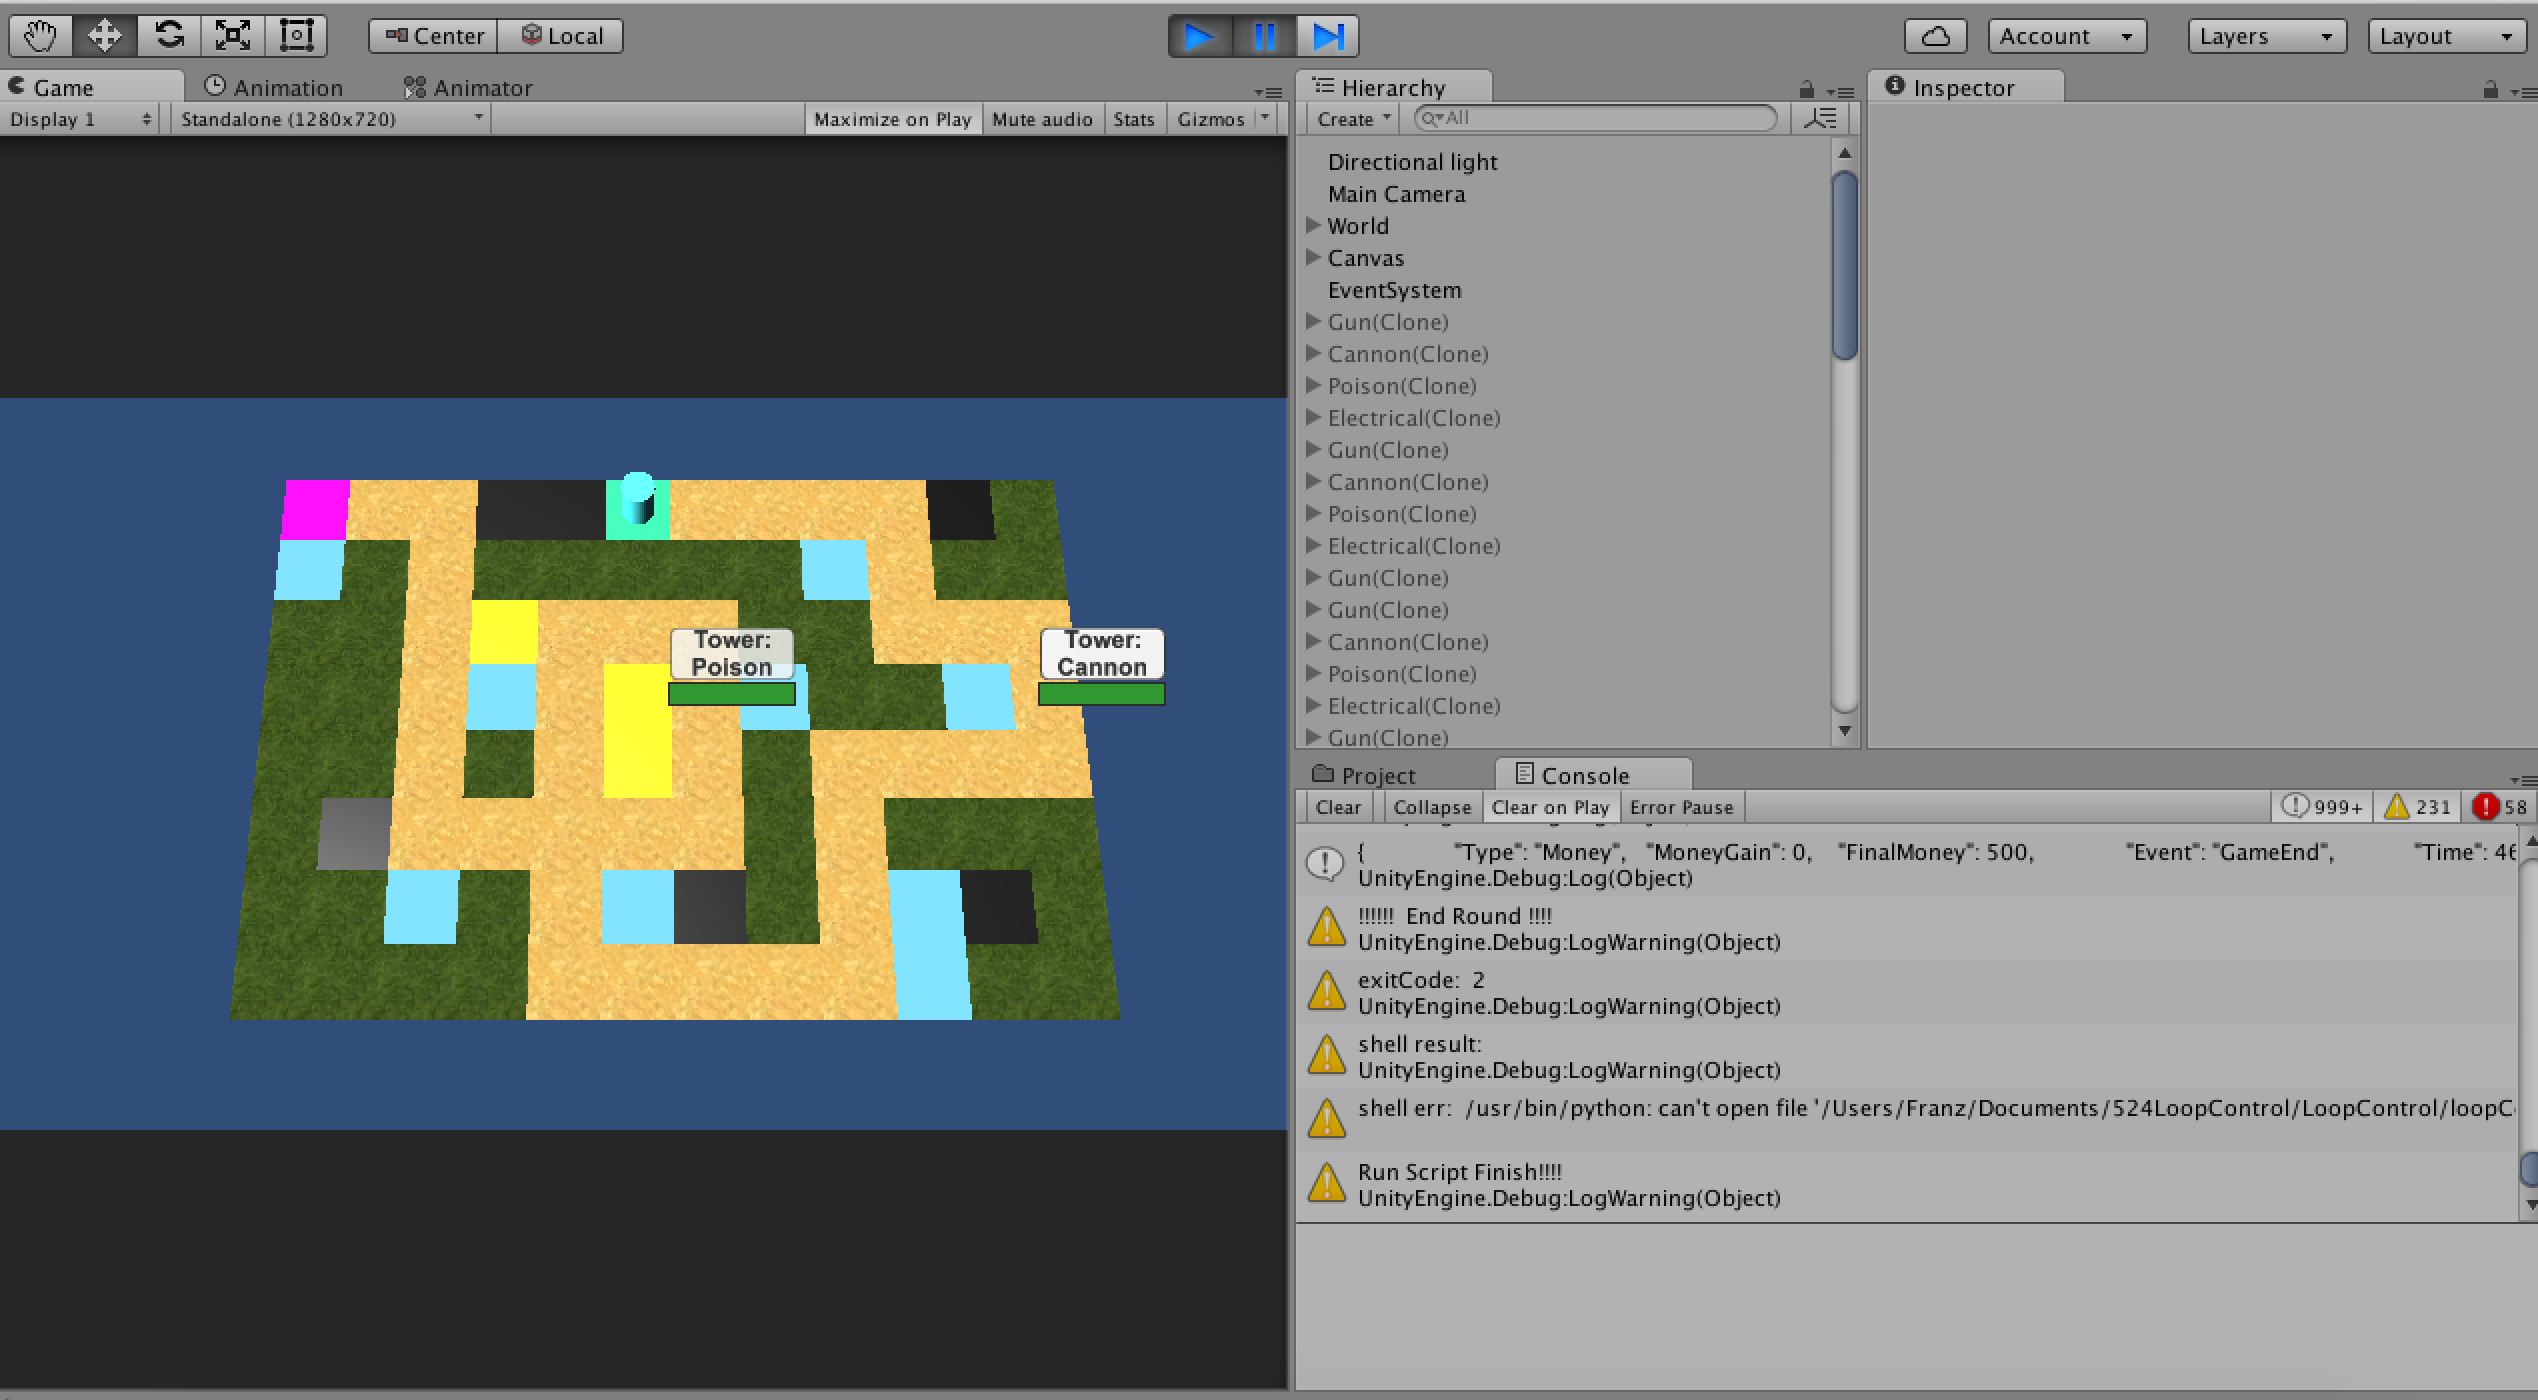 Center
Local
Account
Layers
Layout
Game
Animation
Animator
Display 1
Standalone (1280x720)
Maximize on Play
Mute audio
Stats
Gizmos
Tower:
Poison
Tower:
Cannon
Hierarchy
Create
All
Directional light
Main Camera
World
Canvas
EventSystem
Gun(Clone)
Cannon(Clone)
Poison(Clone)
Electrical(Clone)
Gun(Clone)
Cannon(Clone)
Poison(Clone)
Electrical(Clone)
Gun(Clone)
Gun(Clone)
Cannon(Clone)
Poison(Clone)
Electrical(Clone)
Gun(Clone)
Inspector
Project
Console
Clear
Collapse
Clear on Play
Error Pause
999+
231
58
{ "Type": "Money", "MoneyGain": 0, "FinalMoney": 500, "Event": "GameEnd", "Time": 46
UnityEngine.Debug:Log(Object)
!!!!!! End Round !!!!
UnityEngine.Debug:LogWarning(Object)
exitCode: 2
UnityEngine.Debug:LogWarning(Object)
shell result:
UnityEngine.Debug:LogWarning(Object)
shell err: /usr/bin/python: can't open file '/Users/Franz/Documents/524LoopControl/LoopControl/loopC
Run Script Finish!!!!
UnityEngine.Debug:LogWarning(Object)